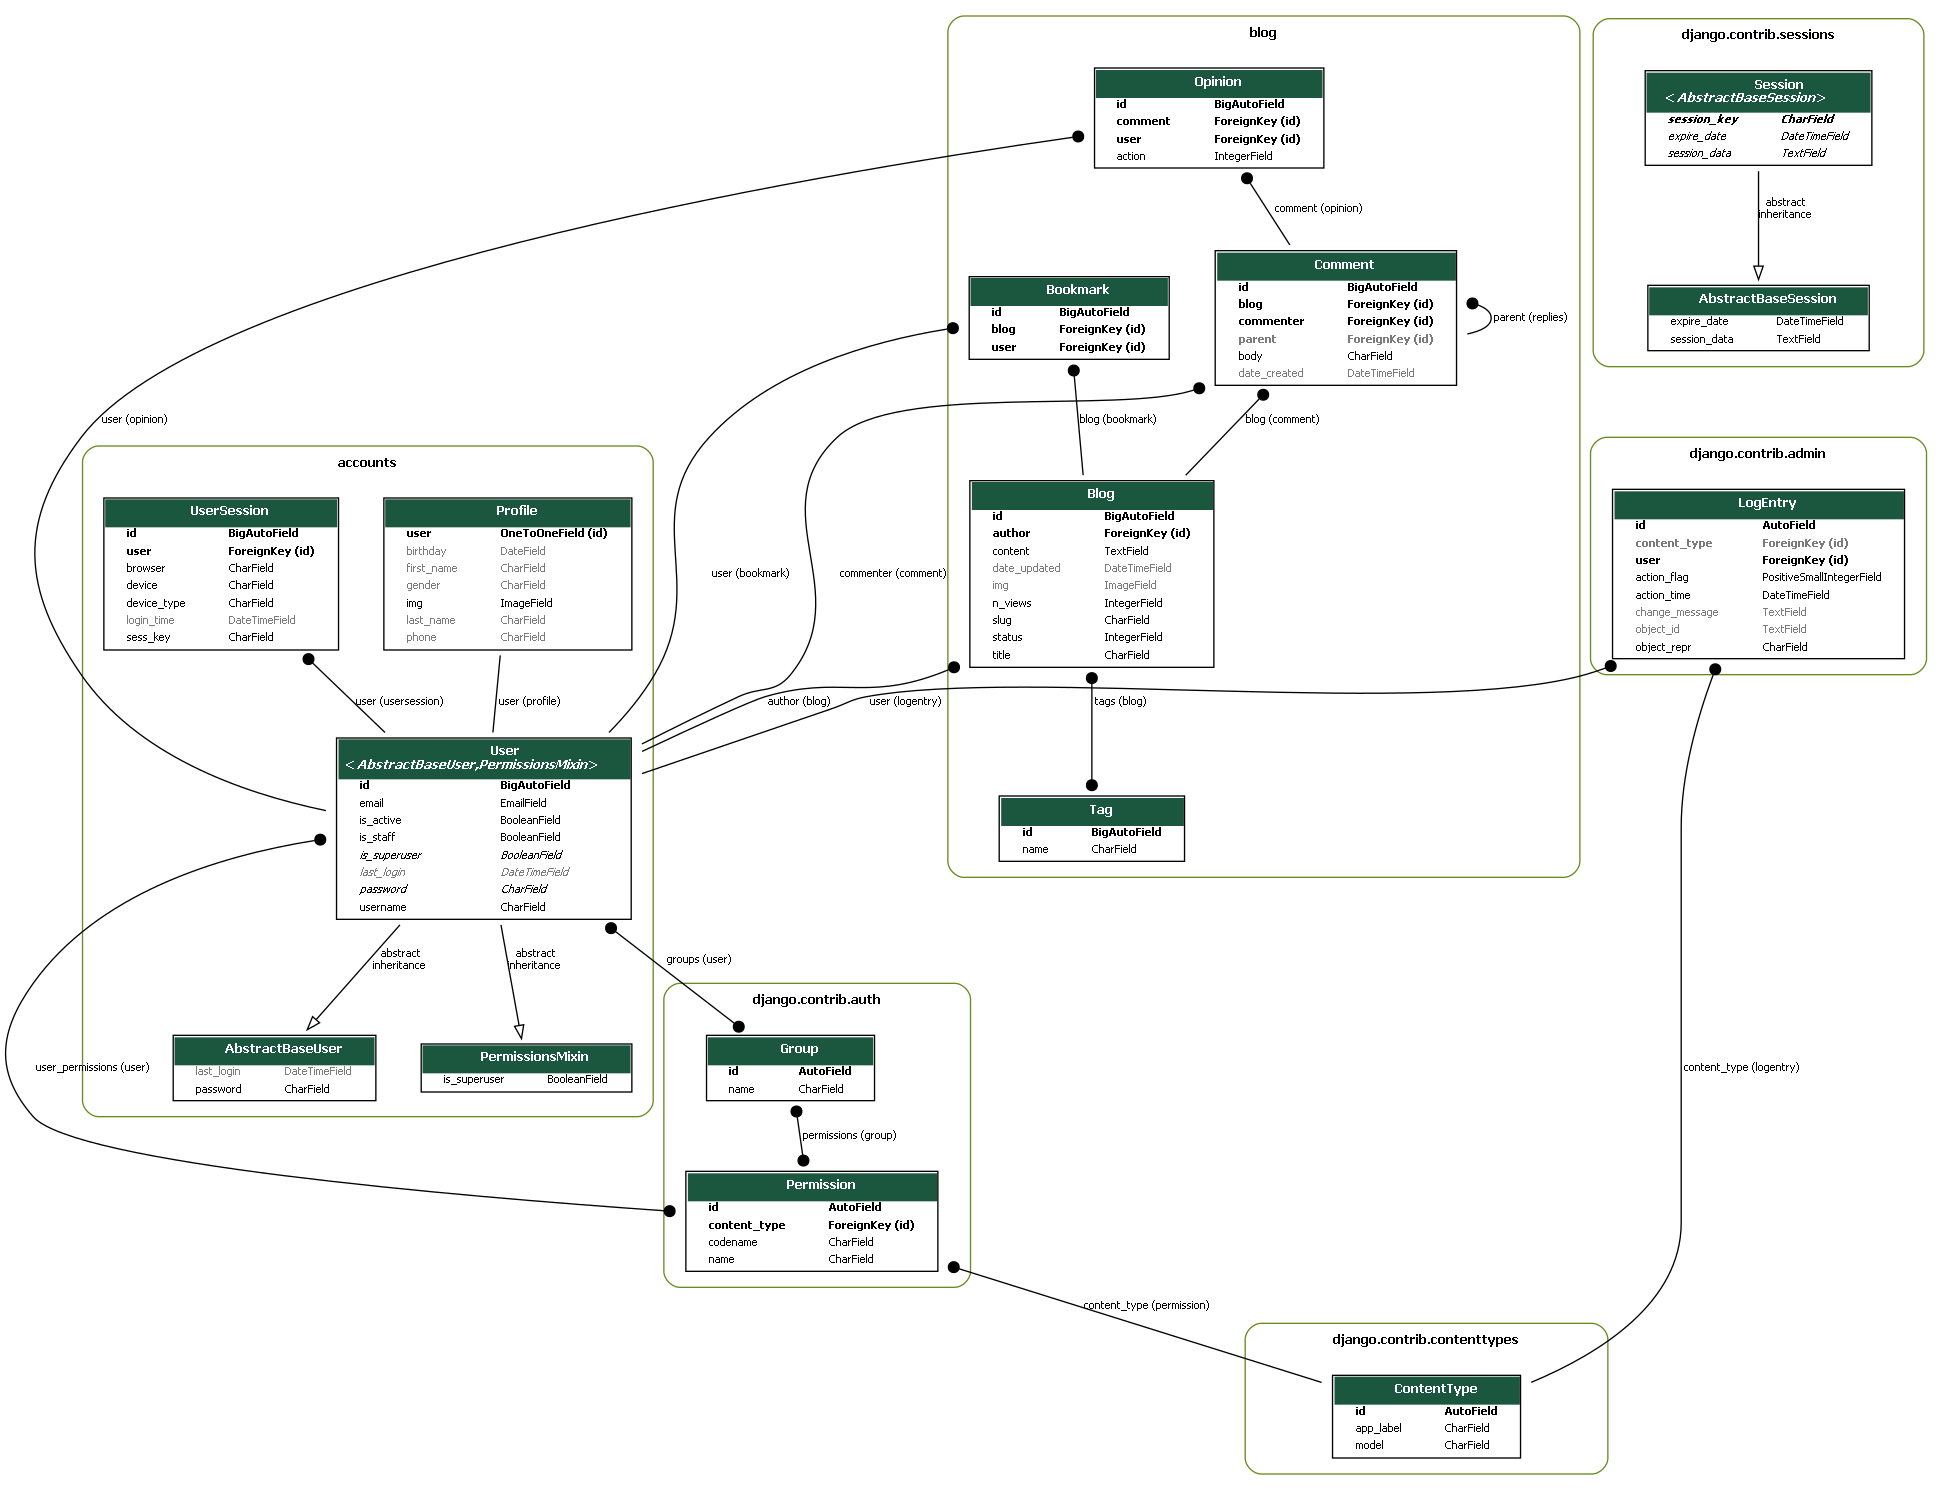 blog
Opinion
id BigAutoField
comment ForeignKey (id)
user ForeignKey (id)
action IntegerField
comment (opinion)
Bookmark
id BigAutoField
blog ForeignKey (id)
user ForeignKey (id)
Comment
id BigAutoField
blog ForeignKey (id)
commenter ForeignKey (id)
parent ForeignKey (id)
body CharField
date_created DateTimeField
parent (replies)
blog (bookmark)
blog (comment)
Blog
id BigAutoField
author ForeignKey (id)
content TextField
date_updated DateTimeField
img ImageField
n_views IntegerField
slug CharField
status IntegerField
title CharField
tags (blog)
Tag
id BigAutoField
name CharField
django.contrib.sessions
Session
<AbstractBaseSession>
session_key CharField
expire_date DateTimeField
session_data TextField
abstract
inheritance
AbstractBaseSession
expire_date DateTimeField
session_data TextField
django.contrib.admin
LogEntry
id AutoField
content_type ForeignKey (id)
user ForeignKey (id)
action_flag PositiveSmallIntegerField
action_time DateTimeField
change_message TextField
object_id TextField
object_repr CharField
user (opinion)
user (bookmark)
commenter (comment)
author (blog)
user (logentry)
accounts
UserSession
id BigAutoField
user ForeignKey (id)
browser CharField
device CharField
device_type CharField
login_time DateTimeField
sess_key CharField
Profile
user OneToOneField (id)
birthday DateField
first_name CharField
gender CharField
img ImageField
last_name CharField
phone CharField
user (usersession)
user (profile)
User
<AbstractBaseUser,PermissionsMixin>
id BigAutoField
email EmailField
is_active BooleanField
is_staff BooleanField
is_superuser BooleanField
last_login DateTimeField
password CharField
username CharField
abstract
inheritance
abstract
inheritance
AbstractBaseUser
last_login DateTimeField
password CharField
PermissionsMixin
is_superuser BooleanField
groups (user)
user_permissions (user)
django.contrib.auth
Group
id AutoField
name CharField
permissions (group)
Permission
id AutoField
content_type ForeignKey (id)
codename CharField
name CharField
content_type (logentry)
content_type (permission)
django.contrib.contenttypes
ContentType
id AutoField
app_label CharField
model CharField